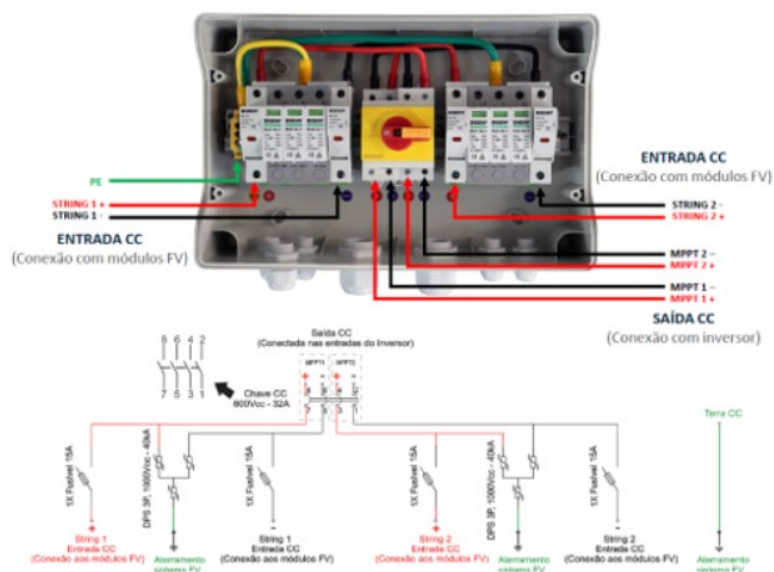 PE
STRING 1 +
STRING 1 -
ENTRADA CC
(Conexão com módulos FV)
ENTRADA CC
(Conexão com módulos FV)
STRING 2 -
STRING 2 +
MPPT 2 -
MPPT 2 +
MPPT 1 -
MPPT 1 +
SAÍDA CC
(Conexão com inversor)
Saída CC
(Conectada nas entradas do Inversor)
8 6 4 2
7 5 3 1
Chave CC
600Vcc - 32A
MPPT1 MPPT2
+ - + -
1X Fusível 15A
DPS 3P, 1000Vcc - 40kA
1X Fusível 15A
1X Fusível 15A
DPS 3P, 1000Vcc - 40kA
1X Fusível 15A
Terra CC
+
String 1
Entrada CC
(Conexão aos módulos FV)
Aterramento
sistema FV
-
String 1
Entrada CC
(Conexão aos módulos FV)
+
String 2
Entrada CC
(Conexão aos módulos FV)
Aterramento
sistema FV
-
String 2
Entrada CC
(Conexão aos módulos FV)
Aterramento
sistema FV